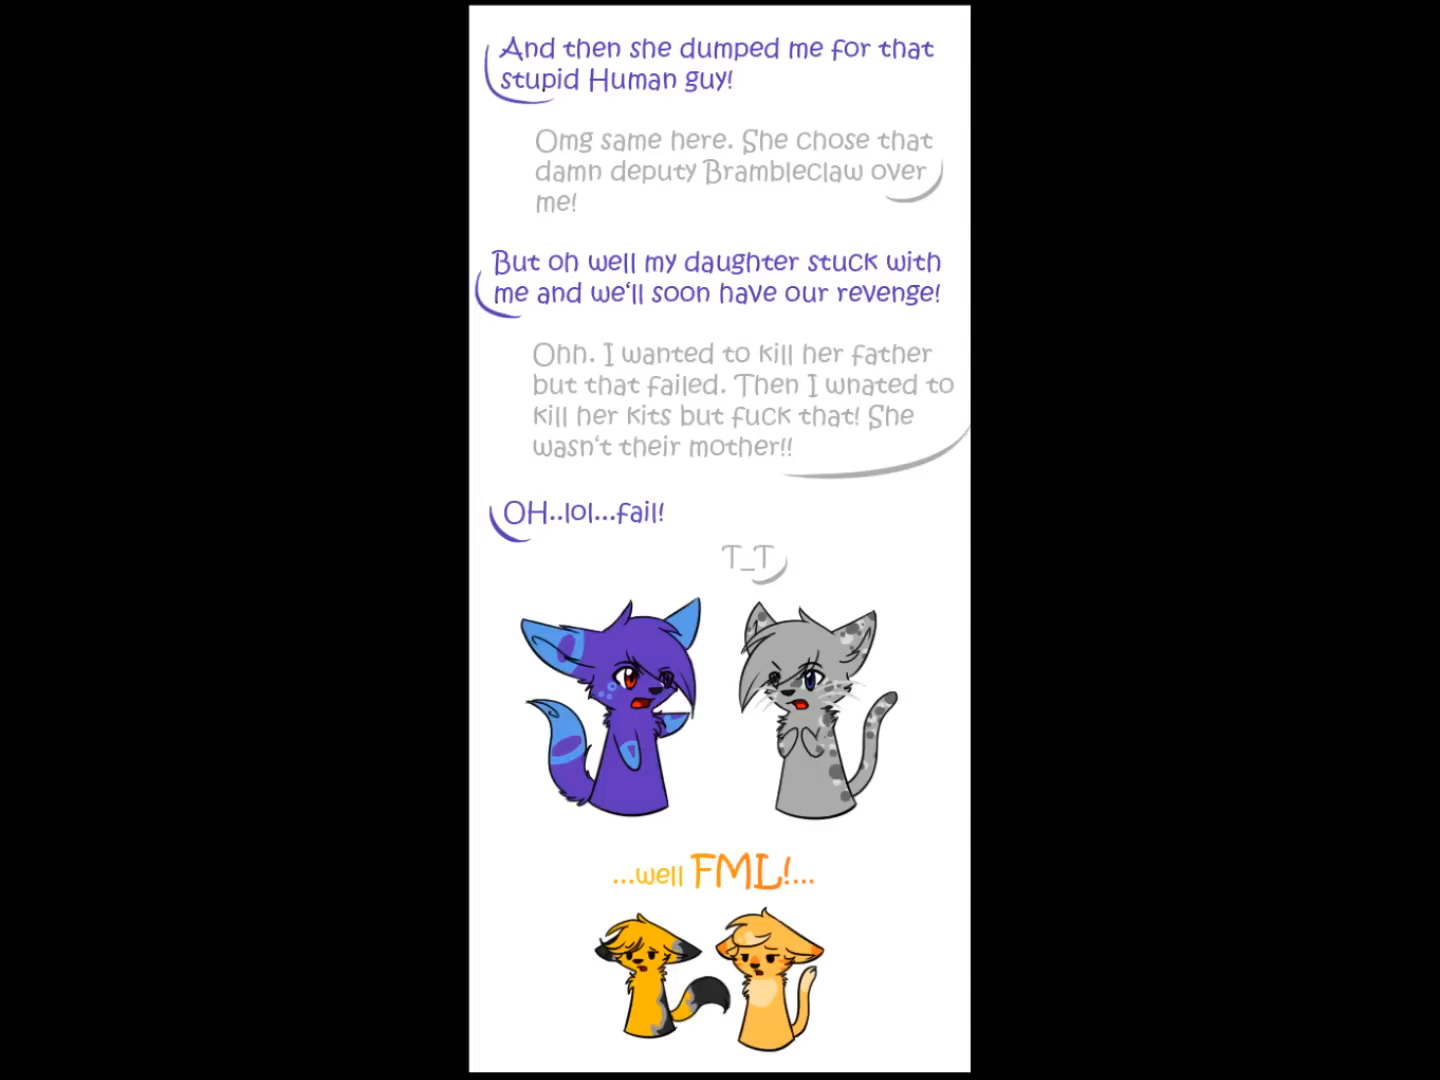 And then she dumped me for that
stupid Human guy!
Omg same here. She chose that
damn deputy Brambleclaw over
me!
But oh well my daughter stuck with
me and we'll soon have our revenge!
Ohh. I wanted to kill her father
but that failed. Then I wnated to
kill her kits but fuck that! She
wasn't their mother!!
OH..lol...fail!
T_T
...well FML!...